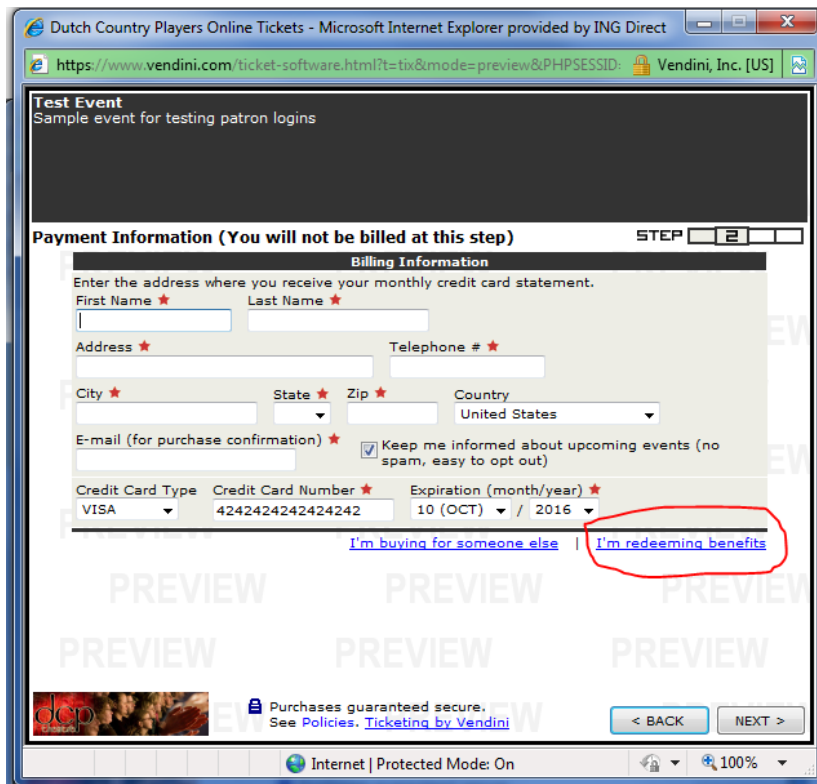 Dutch Country Players Online Tickets - Microsoft Internet Explorer provided by ING Direct
https://www.vendini.com/ticket-software.html?t=tix&mode=preview&PHPSESSID: Vendini, Inc. [US]
Test Event
Sample event for testing patron logins
Payment Information (You will not be billed at this step) STEP 2
Billing Information
Enter the address where you receive your monthly credit card statement.
First Name ★ Last Name ★
Address ★ Telephone # ★
City ★ State ★ Zip ★ Country
United States
E-mail (for purchase confirmation) ★ Keep me informed about upcoming events (no
spam, easy to opt out)
Credit Card Type Credit Card Number ★ Expiration (month/year) ★
VISA 4242424242424242 10 (OCT) / 2016
I'm buying for someone else | I'm redeeming benefits
PREVIEW PREVIEW PREVIEW
PREVIEW PREVIEW PREVIEW
dcp
Purchases guaranteed secure.
See Policies. Ticketing by Vendini
< BACK NEXT >
Internet | Protected Mode: On 100%